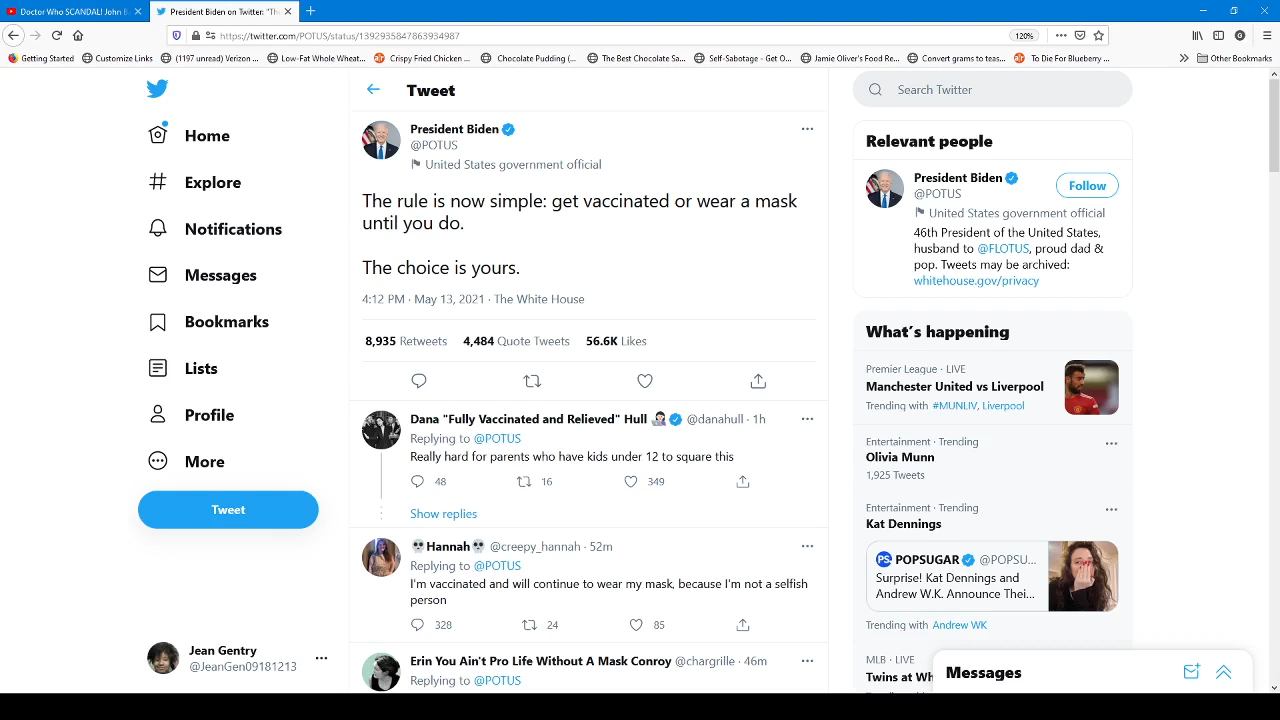 Doctor Who SCANDAL! John B
President Biden on Twitter: "Th
https://twitter.com/POTUS/status/1392935847863934987
120%
Getting Started
Customize Links
(1197 unread) Verizon ...
Low-Fat Whole Wheat...
Crispy Fried Chicken ...
Chocolate Pudding (...
The Best Chocolate Sa...
Self-Sabotage - Get O...
Jamie Oliver's Food Re...
Convert grams to teas...
To Die For Blueberry ...
Other Bookmarks
Home
Explore
Notifications
Messages
Bookmarks
Lists
Profile
More
Tweet
Jean Gentry
@JeanGen09181213
Tweet
President Biden
@POTUS
United States government official
The rule is now simple: get vaccinated or wear a mask
until you do.
The choice is yours.
4:12 PM · May 13, 2021 · The White House
8,935 Retweets 4,484 Quote Tweets 56.6K Likes
Dana "Fully Vaccinated and Relieved" Hull @danahull · 1h
Replying to @POTUS
Really hard for parents who have kids under 12 to square this
48 16 349
Show replies
Hannah @creepy_hannah · 52m
Replying to @POTUS
I'm vaccinated and will continue to wear my mask, because I'm not a selfish
person
328 24 85
Erin You Ain't Pro Life Without A Mask Conroy @chargrille · 46m
Replying to @POTUS
Search Twitter
Relevant people
President Biden
@POTUS
Follow
United States government official
46th President of the United States,
husband to @FLOTUS, proud dad &
pop. Tweets may be archived:
whitehouse.gov/privacy
What's happening
Premier League · LIVE
Manchester United vs Liverpool
Trending with #MUNLIV, Liverpool
Entertainment · Trending
Olivia Munn
1,925 Tweets
Entertainment · Trending
Kat Dennings
PS POPSUGAR @POPSU...
Surprise! Kat Dennings and
Andrew W.K. Announce Thei...
Trending with Andrew WK
MLB · LIVE
Twins at Wh
Messages